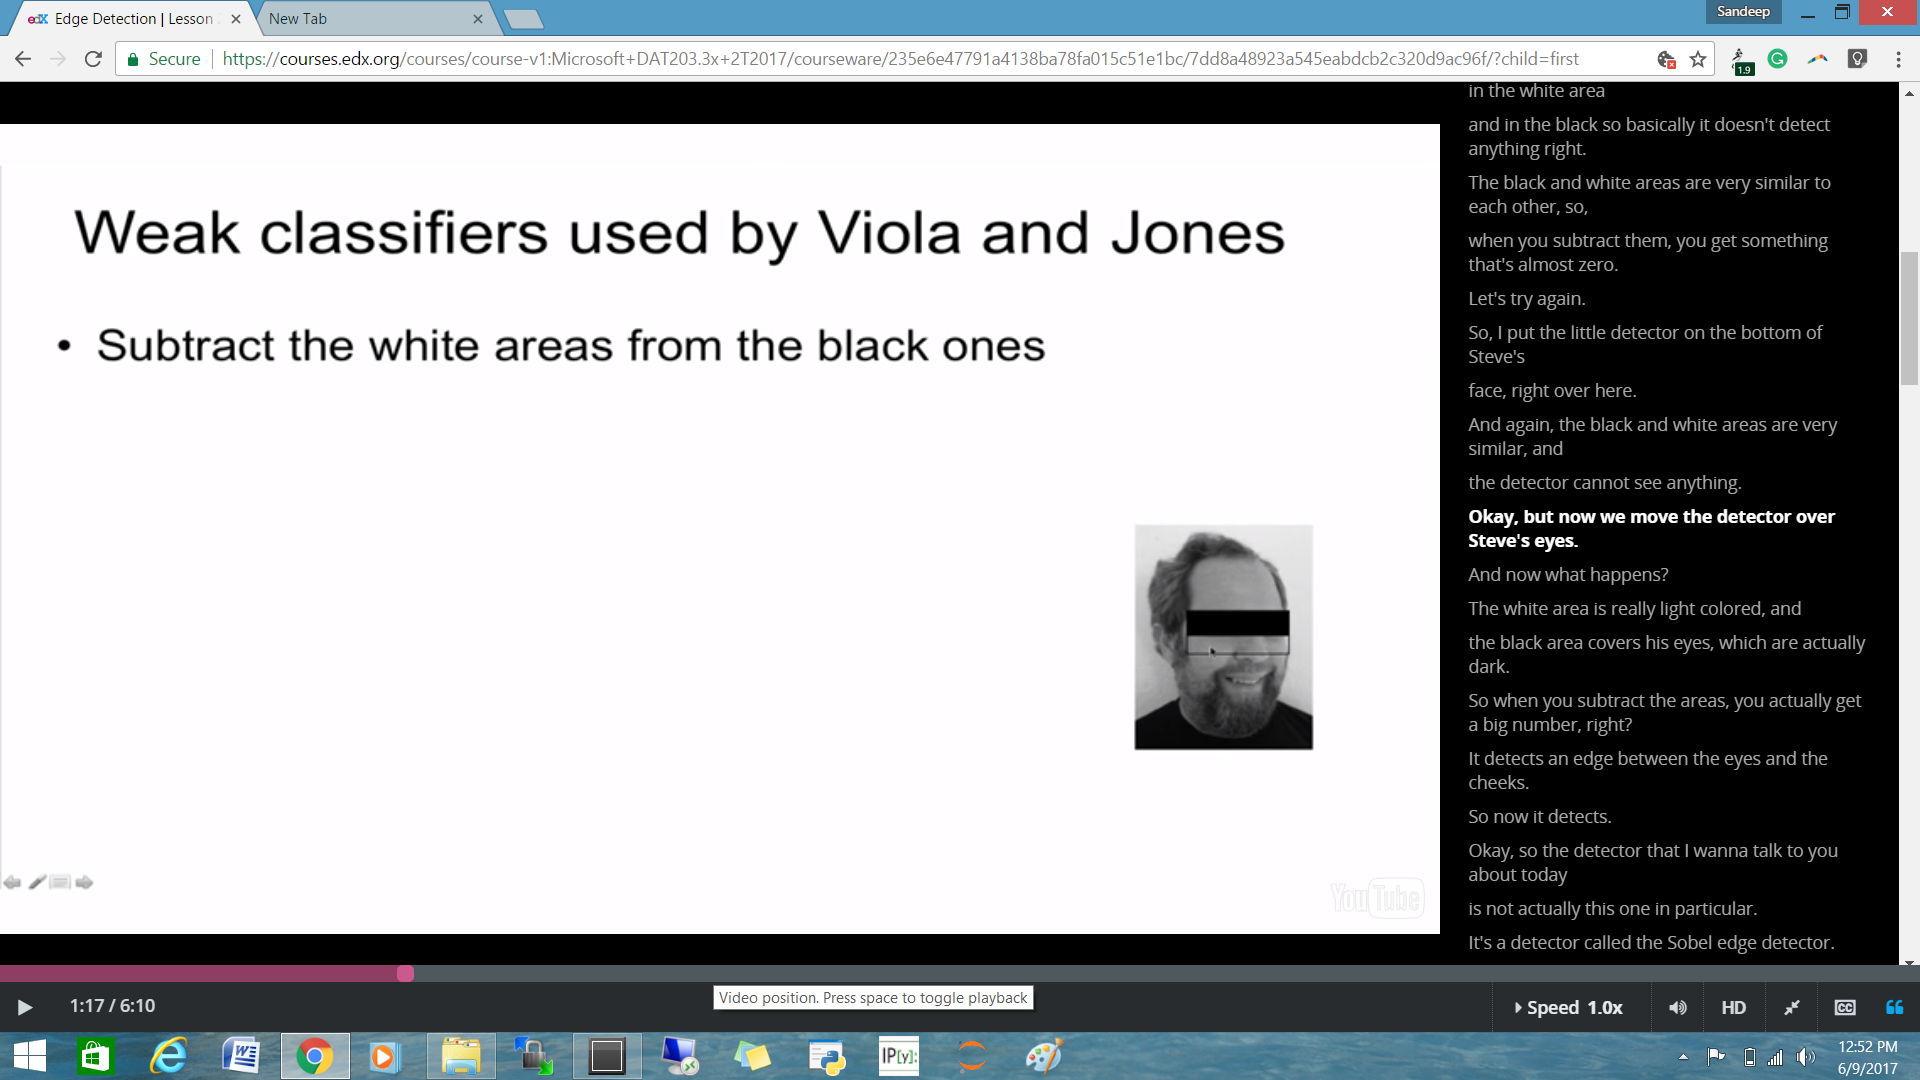 edX Edge Detection | Lesson
New Tab
Sandeep
Secure
https://courses.edx.org/courses/course-v1:Microsoft+DAT203.3x+2T2017/courseware/235e6e47791a4138ba78fa015c51e1bc/7dd8a48923a545eabdcb2c320d9ac96f/?child=first
1.9
Weak classifiers used by Viola and Jones
• Subtract the white areas from the black ones
YouTube
in the white area
and in the black so basically it doesn't detect
anything right.
The black and white areas are very similar to
each other, so,
when you subtract them, you get something
that's almost zero.
Let's try again.
So, I put the little detector on the bottom of
Steve's
face, right over here.
And again, the black and white areas are very
similar, and
the detector cannot see anything.
Okay, but now we move the detector over
Steve's eyes.
And now what happens?
The white area is really light colored, and
the black area covers his eyes, which are actually
dark.
So when you subtract the areas, you actually get
a big number, right?
It detects an edge between the eyes and the
cheeks.
So now it detects.
Okay, so the detector that I wanna talk to you
about today
is not actually this one in particular.
It's a detector called the Sobel edge detector.
1:17 / 6:10
Video position. Press space to toggle playback
Speed 1.0x
HD
CC
IP[y]:
12:52 PM
6/9/2017